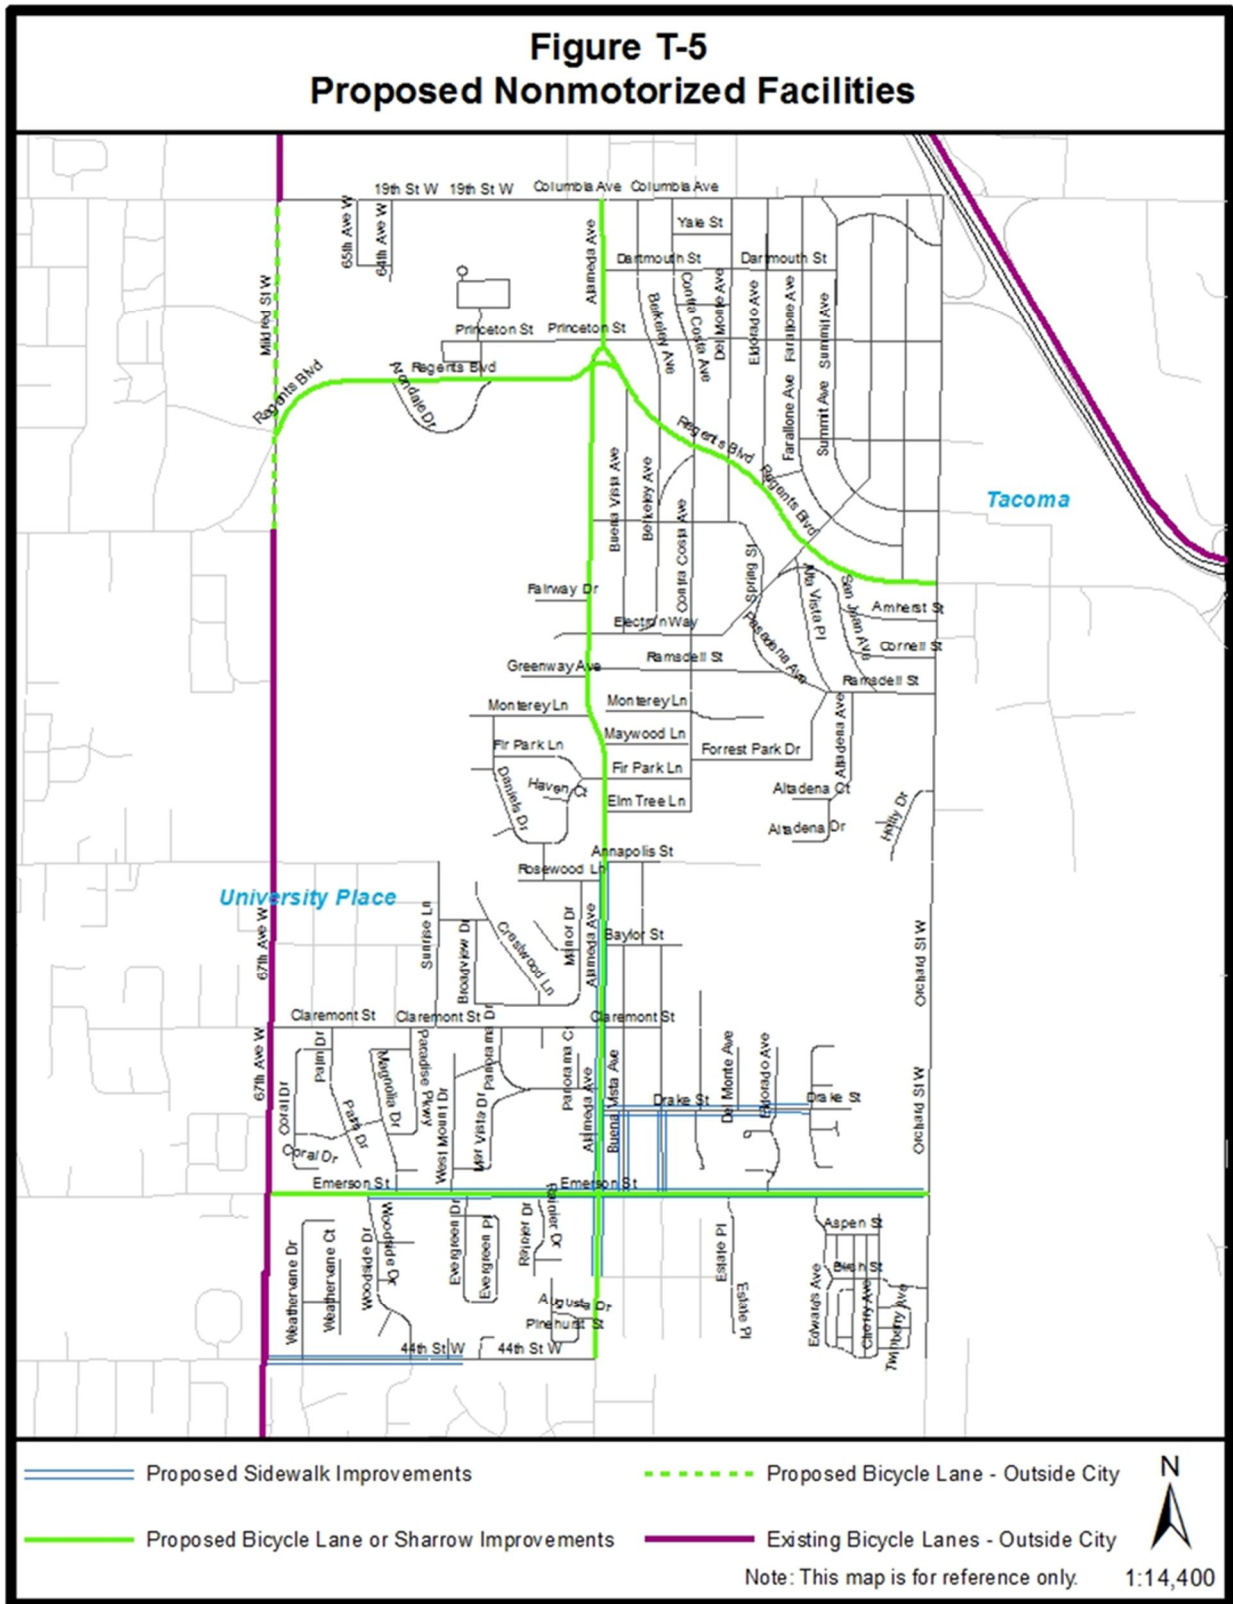 Figure T-5
Proposed Nonmotorized Facilities
19th St W 19th St W Columbia Ave Columbia Ave
65th Ave W
64th Ave W
Yale St
Alameda Ave
Dartmouth St Dartmouth St
Mildred St W
Berkeley Ave
Contra Costa Ave
Del Monte Ave
Eldorado Ave
Farallone Ave
Summit Ave
Princeton St Princeton St
Regents Blvd
Regents Blvd
Avondale Dr
Farallone Ave
Summit Ave
Regents Blvd
Regents Blvd
Buena Vista Ave
Berkeley Ave
Contra Costa Ave
Tacoma
Spring St
Alta Vista Pl
San Juan Ave
Fairway Dr
Amherst St
Electron Way
Pasadena Ave
Cornell St
Greenway Ave
Ramsdell St
Ramsdell St
Monterey Ln
Monterey Ln
Altadena Ave
Maywood Ln
Fir Park Ln
Forrest Park Dr
Fir Park Ln
Daniels Dr
Haven Ct
Elm Tree Ln
Altadena Ct
Altadena Dr
Holly Dr
Annapolis St
Rosewood Ln
University Place
67th Ave W
Sunrise Ln
Broadview Dr
Crestwood Ln
Manor Dr
Alameda Ave
Baylor St
Orchard St W
Claremont St Claremont St Claremont St
67th Ave W
Palm Dr
Coral Dr
Magnolia Dr
Paradise Pkwy
Panorama Dr
Panorama Ct
Palm Dr
Coral Dr
West Mount Dr
Mar Vista Dr
Alameda Ave
Buena Vista Ave
Drake St
Del Monte Ave
Eldorado Ave
Drake St
Orchard St W
Emerson St Emerson St
Weathervane Dr
Weathervane Ct
Woodside Dr
Woodside Dr
Evergreen Dr
Evergreen Pl
Rainier Dr
Rainier Dr
Estate Pl
Estate Pl
Aspen St
Birch St
Edwards Ave
Cherry Ave
Twinberry Ave
Augusta Dr
Pinehurst St
44th St W 44th St W
Proposed Sidewalk Improvements
Proposed Bicycle Lane - Outside City
N
Proposed Bicycle Lane or Sharrow Improvements
Existing Bicycle Lanes - Outside City
Note: This map is for reference only. 1:14,400